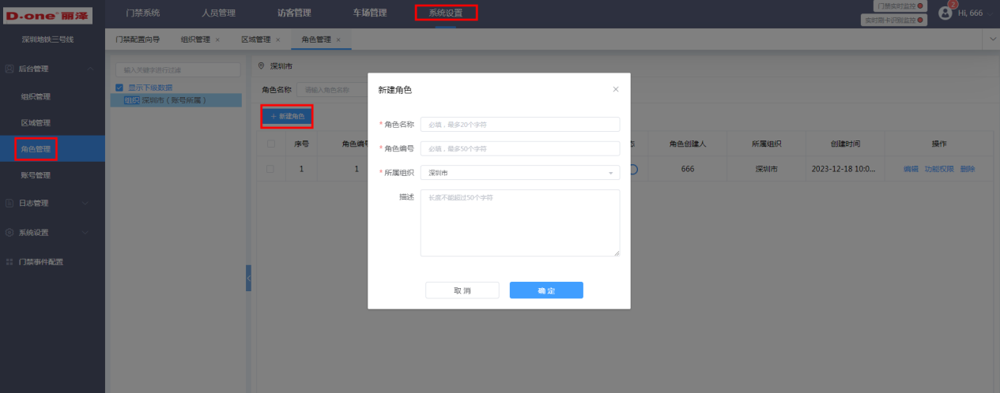 D-one® 丽泽
门禁系统
人员管理
访客管理
车场管理
系统设置
门禁实时监控
实时刷卡识别监控
2
Hi, 666
深圳地铁三号线
门禁配置向导
组织管理 ×
区域管理 ×
角色管理 ×
后台管理
组织管理
区域管理
角色管理
账号管理
日志管理
系统设置
门禁事件配置
输入关键字进行过滤
显示下级数据
组织 深圳市（账号所属）
深圳市
角色名称 请输入角色名称
+ 新建角色
序号 角色编号 角色创建人 所属组织 创建时间 操作
1 1 666 深圳市 2023-12-18 10:0... 编辑 功能权限 删除
新建角色 ×
* 角色名称 必填，最多20个字符
* 角色编号 必填，最多50个字符
* 所属组织 深圳市
描述 长度不能超过50个字符
取 消 确 定